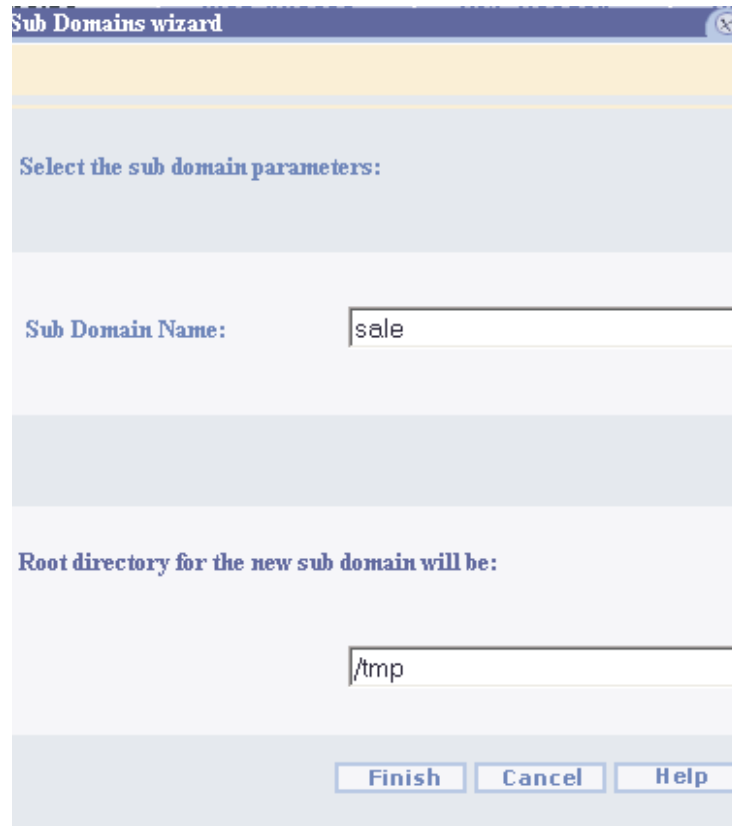 Sub Domains wizard
Select the sub domain parameters:
Sub Domain Name:
sale
Root directory for the new sub domain will be:
/tmp
Finish Cancel Help